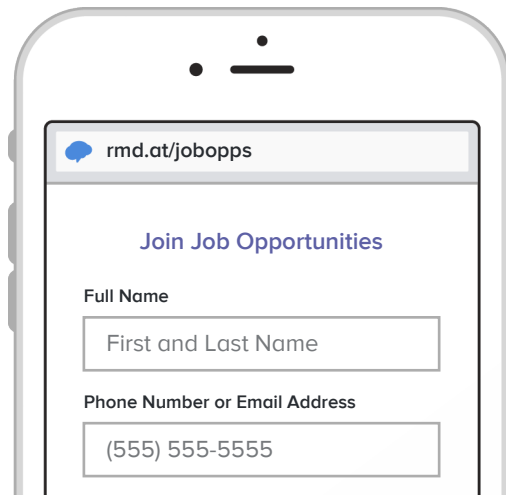 rmd.at/jobopps
Join Job Opportunities
Full Name
First and Last Name
Phone Number or Email Address
(555) 555-5555